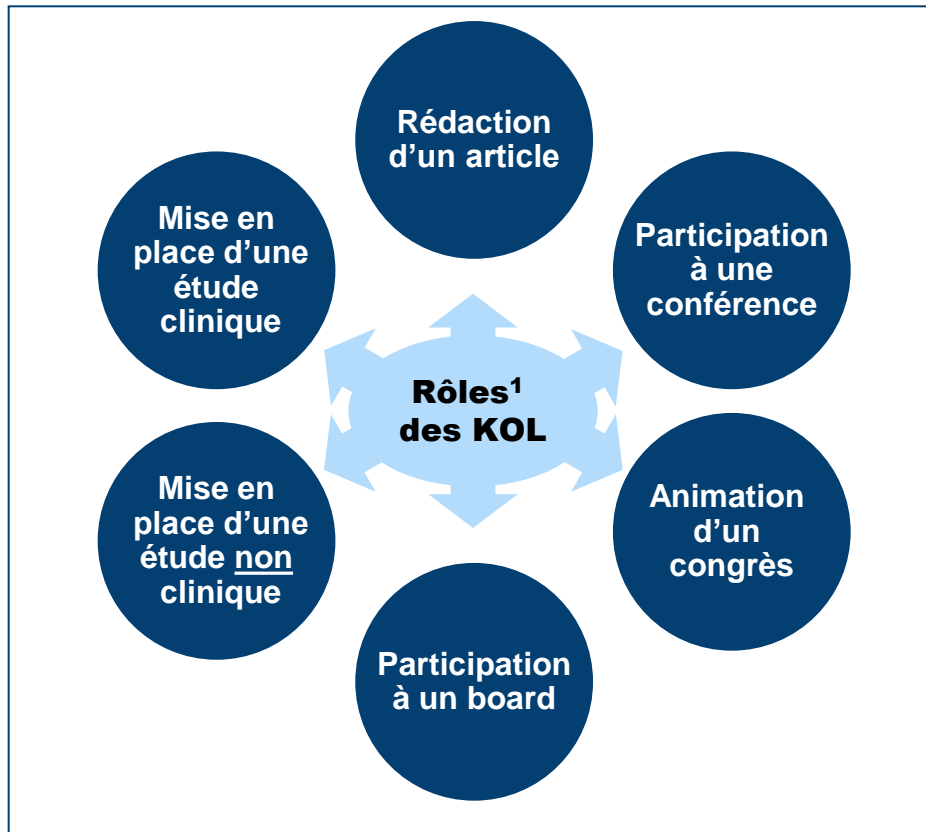 Rédaction
d’un article
Participation
à une
conférence
Animation
d’un
congrès
Participation
à un board
Mise en
place d’une
étude non
clinique
Mise en
place d’une
étude
clinique
Rôles¹
des KOL